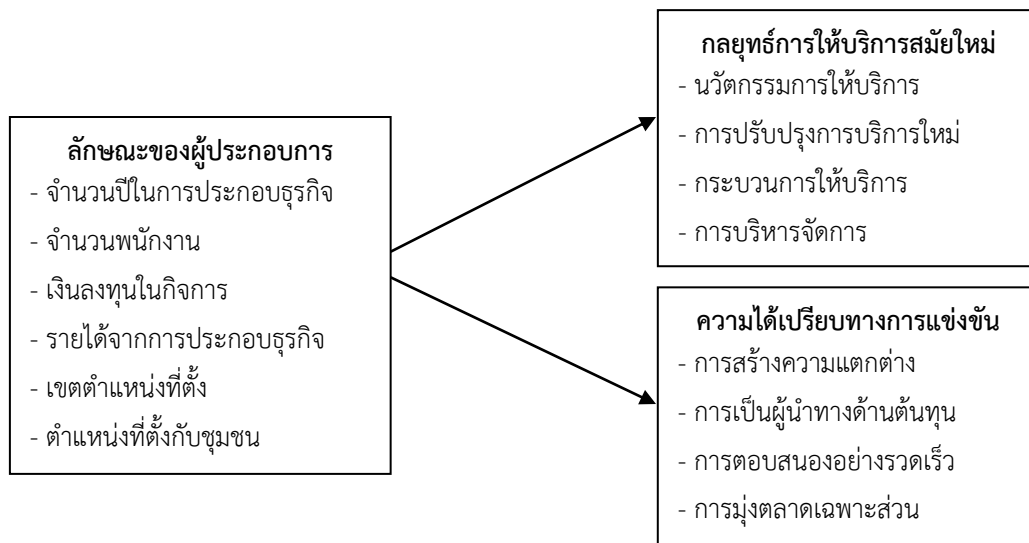 ลักษณะของผู้ประกอบการ
- จำนวนปีในการประกอบธุรกิจ
- จำนวนพนักงาน
- เงินลงทุนในกิจการ
- รายได้จากการประกอบธุรกิจ
- เขตตำแหน่งที่ตั้ง
- ตำแหน่งที่ตั้งกับชุมชน
กลยุทธ์การให้บริการสมัยใหม่
- นวัตกรรมการให้บริการ
- การปรับปรุงการบริการใหม่
- กระบวนการให้บริการ
- การบริหารจัดการ
ความได้เปรียบทางการแข่งขัน
- การสร้างความแตกต่าง
- การเป็นผู้นำทางด้านต้นทุน
- การตอบสนองอย่างรวดเร็ว
- การมุ่งตลาดเฉพาะส่วน